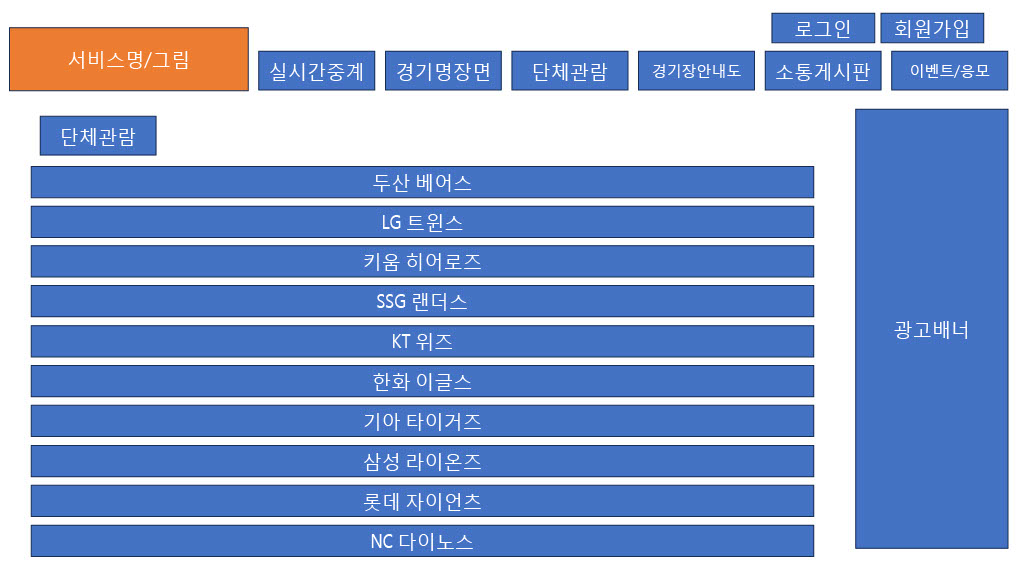 로그인
회원가입
서비스명/그림
실시간중계
경기명장면
단체관람
경기장안내도
소통게시판
이벤트/응모
단체관람
두산 베어스
LG 트윈스
키움 히어로즈
SSG 랜더스
KT 위즈
한화 이글스
기아 타이거즈
삼성 라이온즈
롯데 자이언츠
NC 다이노스
광고배너